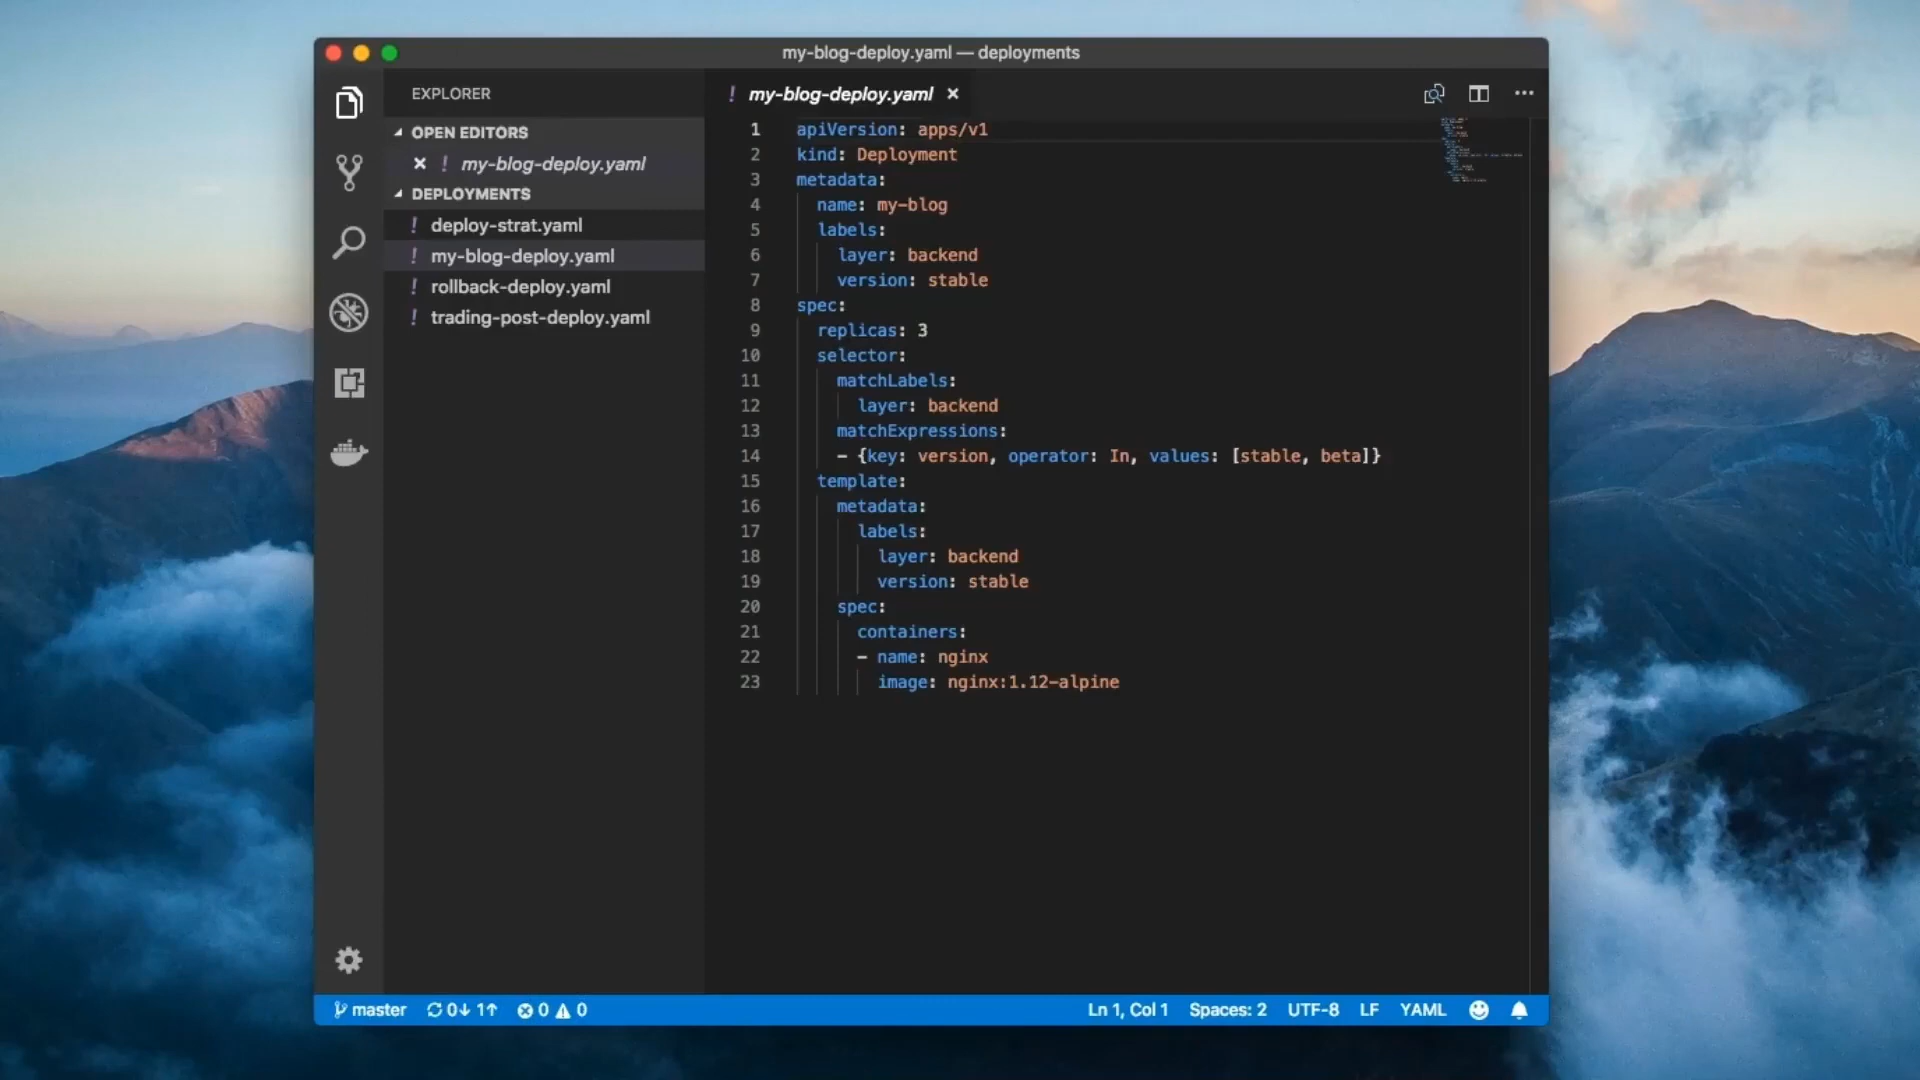 my-blog-deploy.yaml — deployments
EXPLORER
OPEN EDITORS
my-blog-deploy.yaml
DEPLOYMENTS
deploy-strat.yaml
my-blog-deploy.yaml
rollback-deploy.yaml
trading-post-deploy.yaml
my-blog-deploy.yaml
1 apiVersion: apps/v1
2 kind: Deployment
3 metadata:
4 name: my-blog
5 labels:
6 layer: backend
7 version: stable
8 spec:
9 replicas: 3
10 selector:
11 matchLabels:
12 layer: backend
13 matchExpressions:
14 - {key: version, operator: In, values: [stable, beta]}
15 template:
16 metadata:
17 labels:
18 layer: backend
19 version: stable
20 spec:
21 containers:
22 - name: nginx
23 image: nginx:1.12-alpine
master 0↓ 1↑ 0 0 Ln 1, Col 1 Spaces: 2 UTF-8 LF YAML